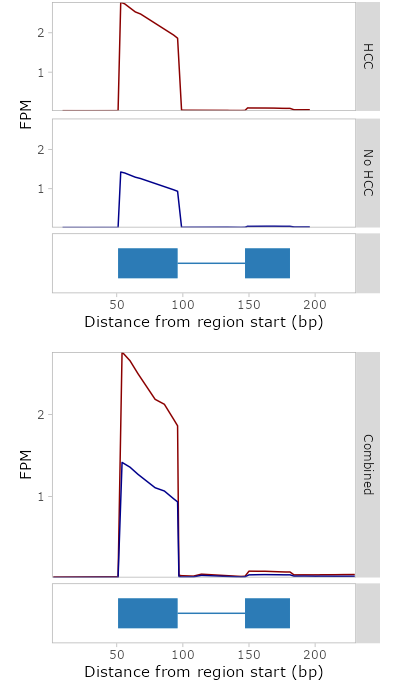 2
1
HCC
FPM
2
1
No HCC
50 100 150 200
Distance from region start (bp)
2
1
FPM
Combined
50 100 150 200
Distance from region start (bp)